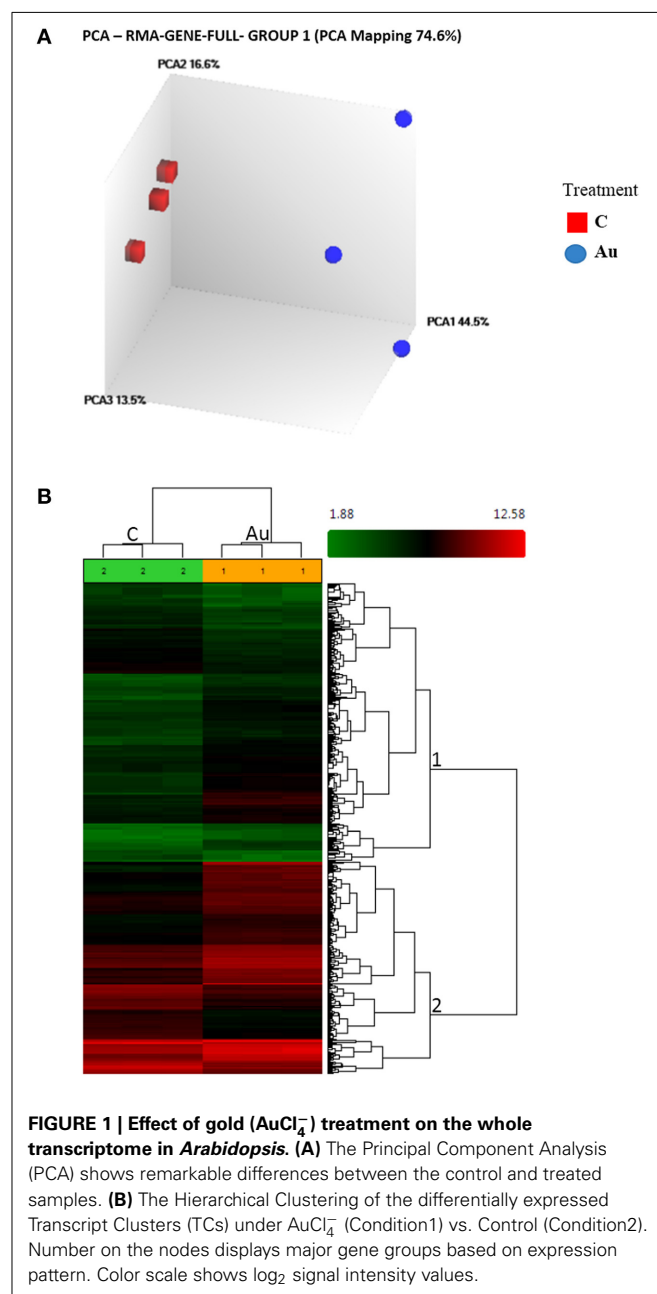 A
PCA – RMA-GENE-FULL- GROUP 1 (PCA Mapping 74.6%)
PCA2 16.6%
Treatment
C
Au
PCA1 44.5%
PCA3 13.5%
B
1.88 12.58
C Au
2 2 2 1 1 1
1
2
FIGURE 1 | Effect of gold (AuCl₄⁻) treatment on the whole
transcriptome in Arabidopsis. (A) The Principal Component Analysis
(PCA) shows remarkable differences between the control and treated
samples. (B) The Hierarchical Clustering of the differentially expressed
Transcript Clusters (TCs) under AuCl₄⁻ (Condition1) vs. Control (Condition2).
Number on the nodes displays major gene groups based on expression
pattern. Color scale shows log₂ signal intensity values.